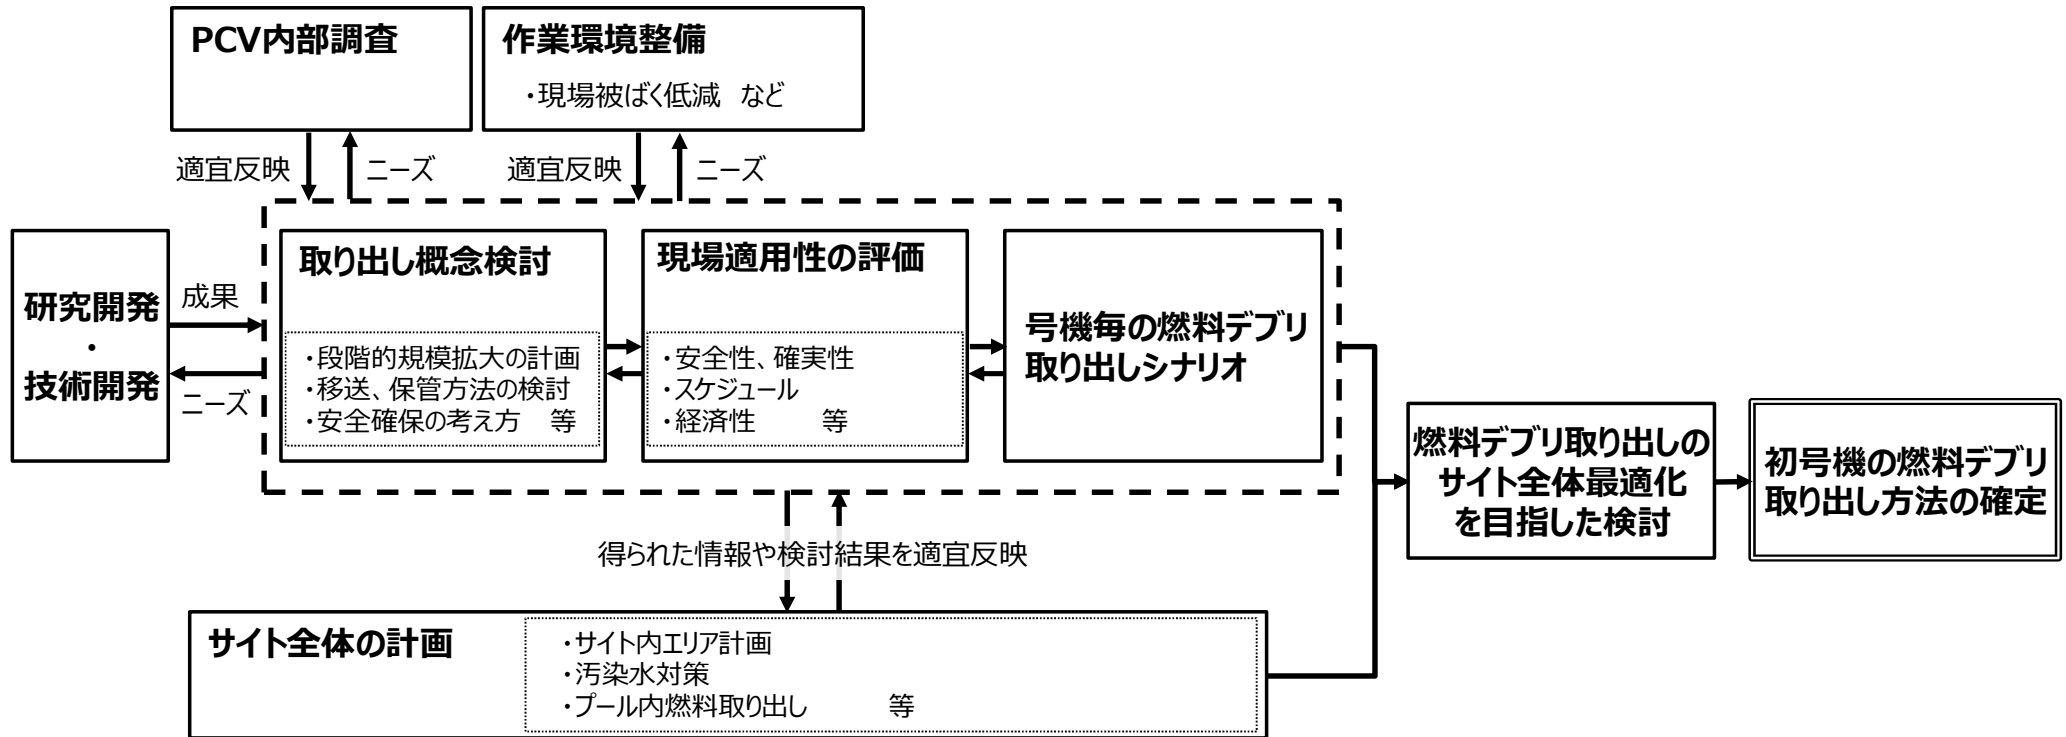 PCV内部調査
作業環境整備
・現場被ばく低減　など
適宜反映
ニーズ
適宜反映
ニーズ
研究開発
・
技術開発
成果
ニーズ
取り出し概念検討
・段階的規模拡大の計画
・移送、保管方法の検討
・安全確保の考え方　等
現場適用性の評価
・安全性、確実性
・スケジュール
・経済性　　　等
号機毎の燃料デブリ
取り出しシナリオ
燃料デブリ取り出しの
サイト全体最適化
を目指した検討
初号機の燃料デブリ
取り出し方法の確定
得られた情報や検討結果を適宜反映
サイト全体の計画
・サイト内エリア計画
・汚染水対策
・プール内燃料取り出し　　　等